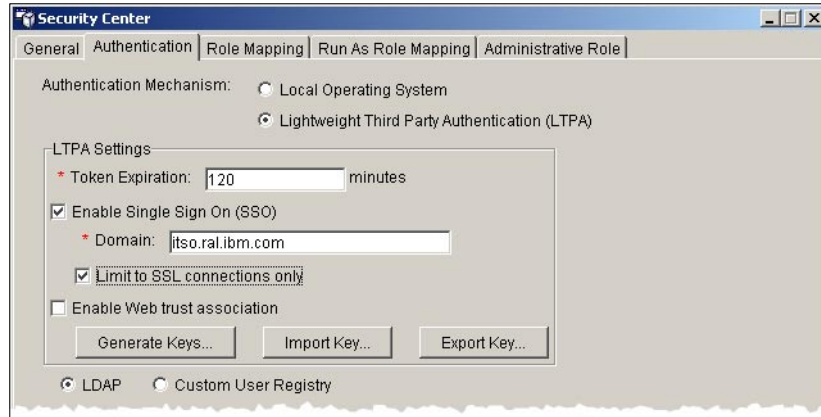 Security Center
General Authentication Role Mapping Run As Role Mapping Administrative Role
Authentication Mechanism: Local Operating System
Lightweight Third Party Authentication (LTPA)
LTPA Settings
* Token Expiration: 120 minutes
Enable Single Sign On (SSO)
* Domain: itso.ral.ibm.com
Limit to SSL connections only
Enable Web trust association
Generate Keys... Import Key... Export Key...
LDAP Custom User Registry